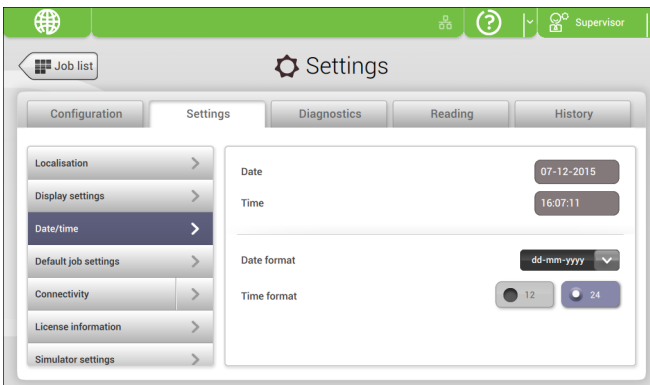 Supervisor
Job list
Settings
Configuration
Settings
Diagnostics
Reading
History
Localisation
Display settings
Date/time
Default job settings
Connectivity
License information
Simulator settings
Date
07-12-2015
Time
16:07:11
Date format
dd-mm-yyyy
Time format
12
24